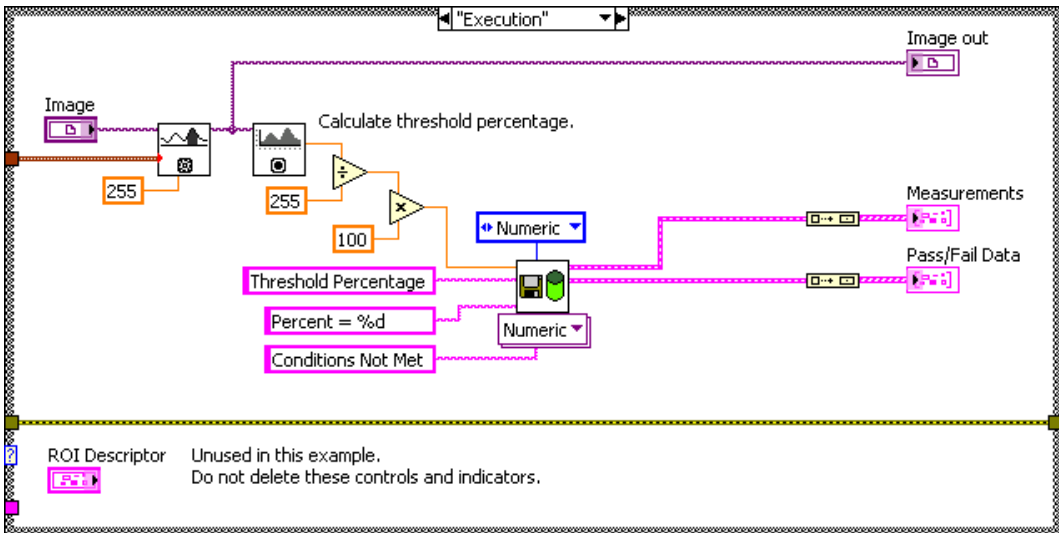 "Execution"
Image out
Image
Calculate threshold percentage.
255
255
÷
×
100
Numeric
Measurements
Pass/Fail Data
Threshold Percentage
Percent = %d
Conditions Not Met
Numeric
?
ROI Descriptor
Unused in this example.
Do not delete these controls and indicators.